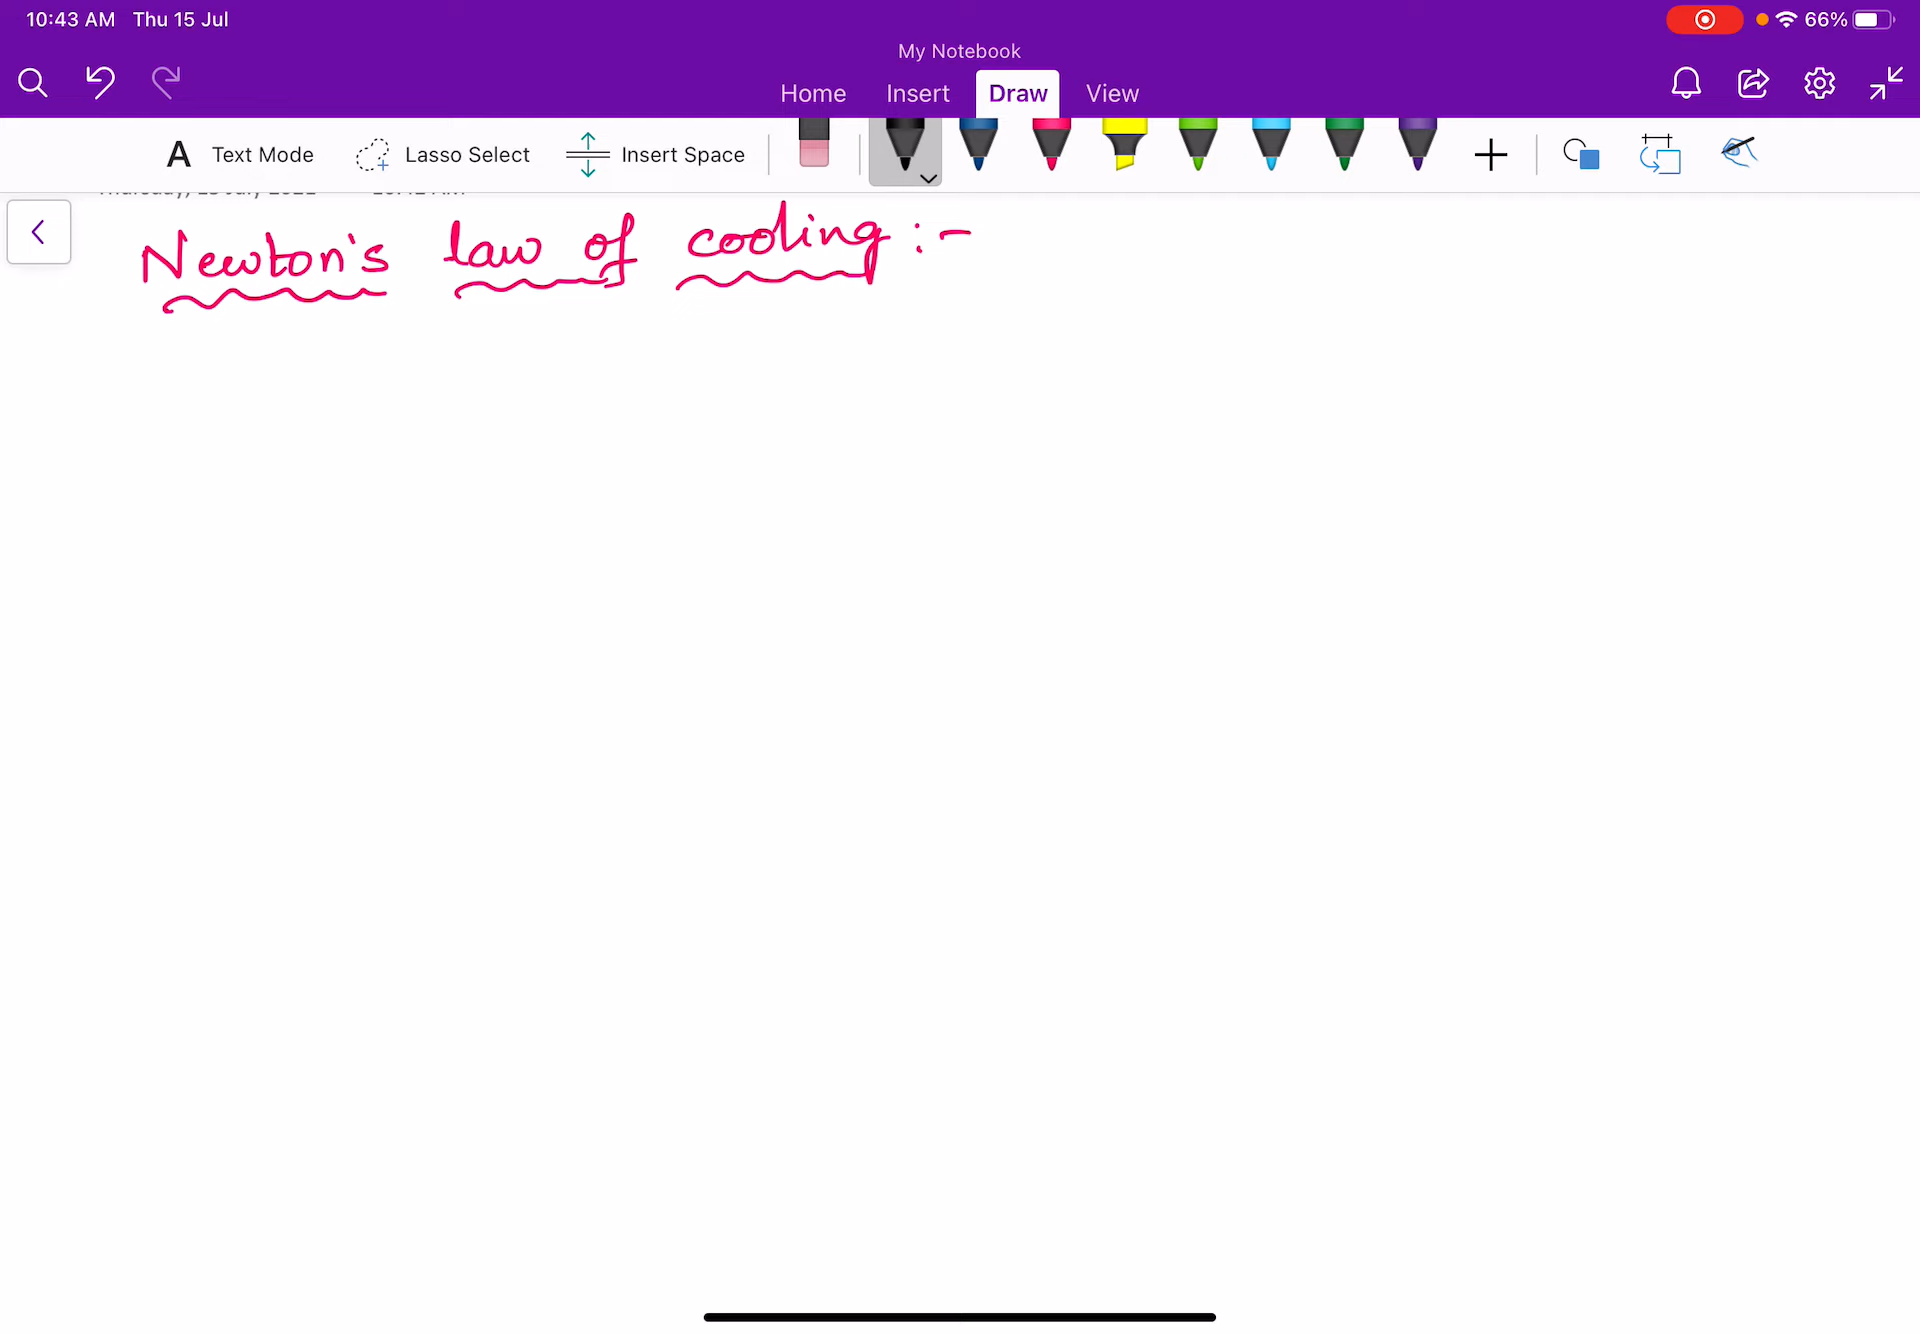 10:43 AM Thu 15 Jul
66%
My Notebook
Home Insert Draw View
A Text Mode Lasso Select Insert Space
Newton's law of cooling :-